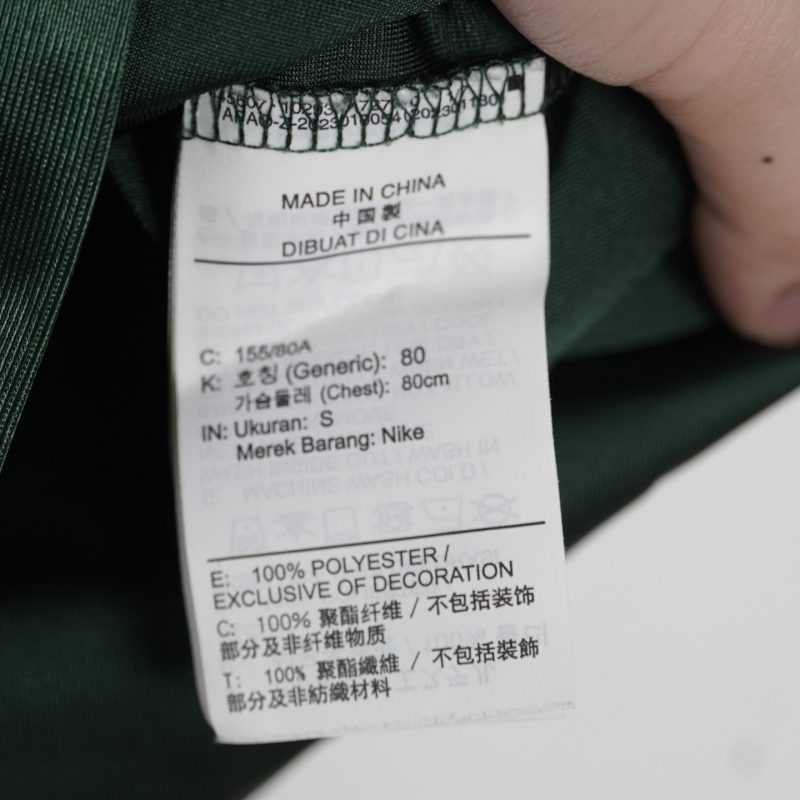 MADE IN CHINA
中国製
DIBUAT DI CINA
C: 155/80A
K: 호칭 (Generic): 80
가슴둘레 (Chest): 80cm
IN: Ukuran: S
Merek Barang: Nike
E: 100% POLYESTER /
EXCLUSIVE OF DECORATION
C: 100% 聚酯纤维 / 不包括装饰
部分及非纤维物质
T: 100% 聚酯纖維 / 不包括裝飾
部分及非紡織材料